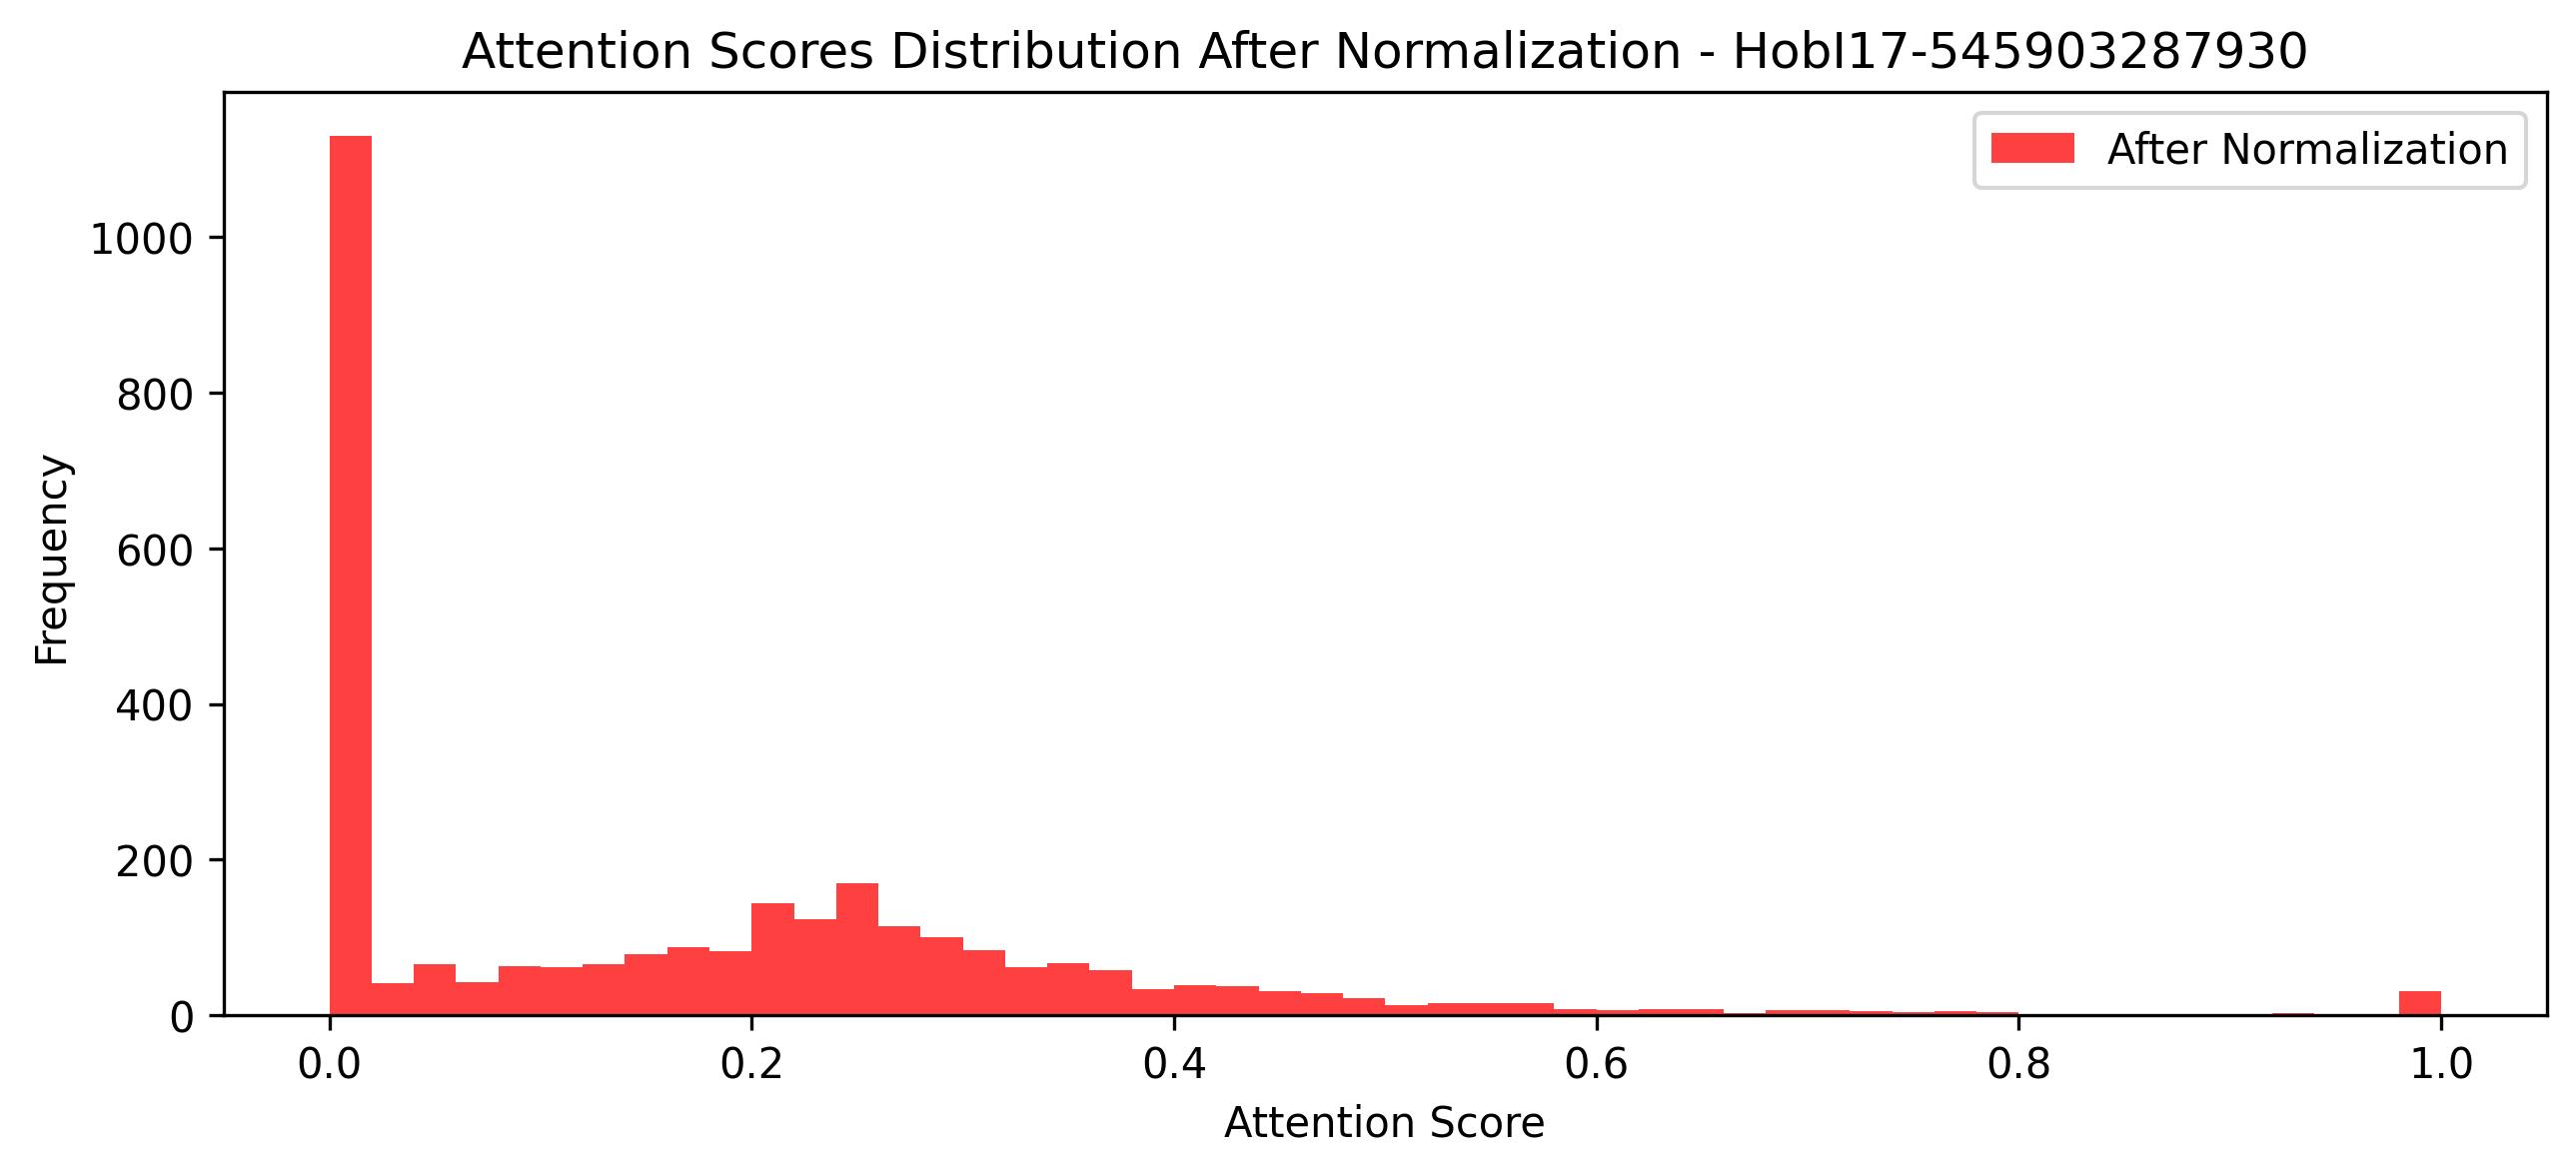 Attention Scores Distribution After Normalization - HobI17-545903287930
After Normalization
1000
800
600
400
200
0
Frequency
0.0 0.2 0.4 0.6 0.8 1.0
Attention Score